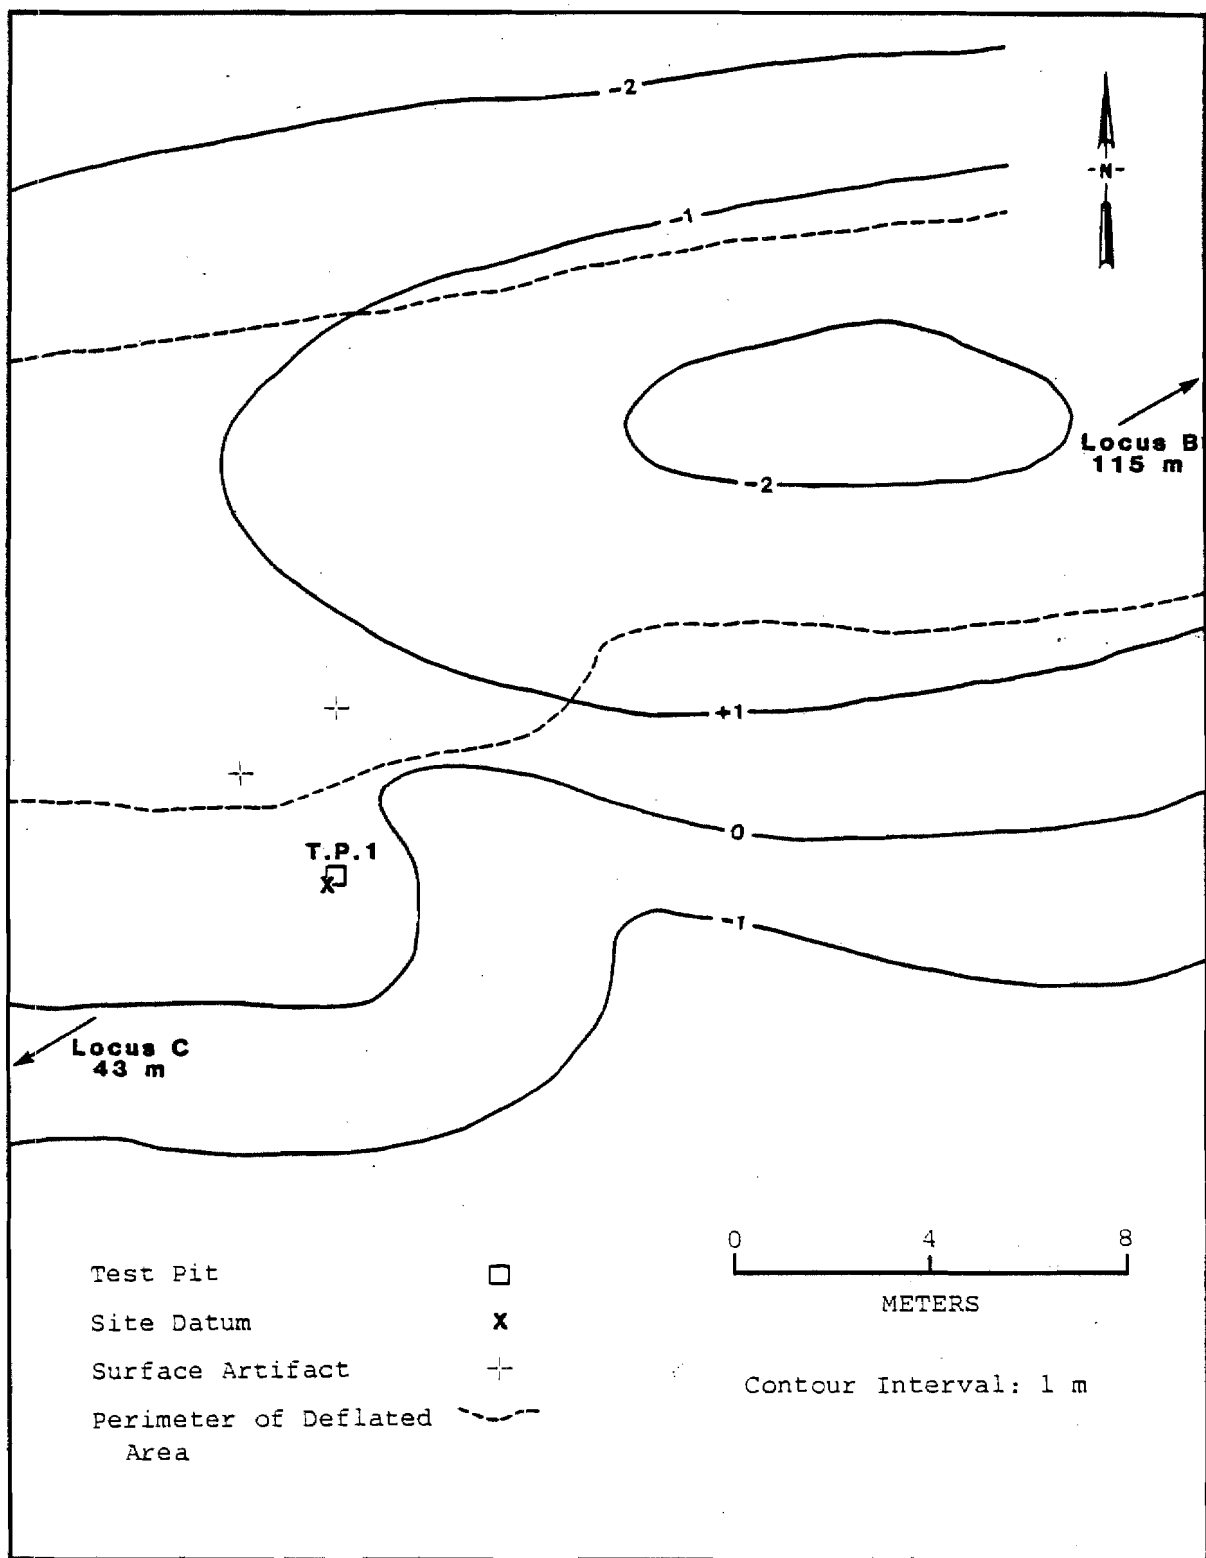 -2
-N-
-1
Locus B
115 m
-2
+1
0
T.P.1
X
-1
Locus C
43 m
0 4 8
METERS
Test Pit
Site Datum X
Surface Artifact
Perimeter of Deflated
Area
Contour Interval: 1 m